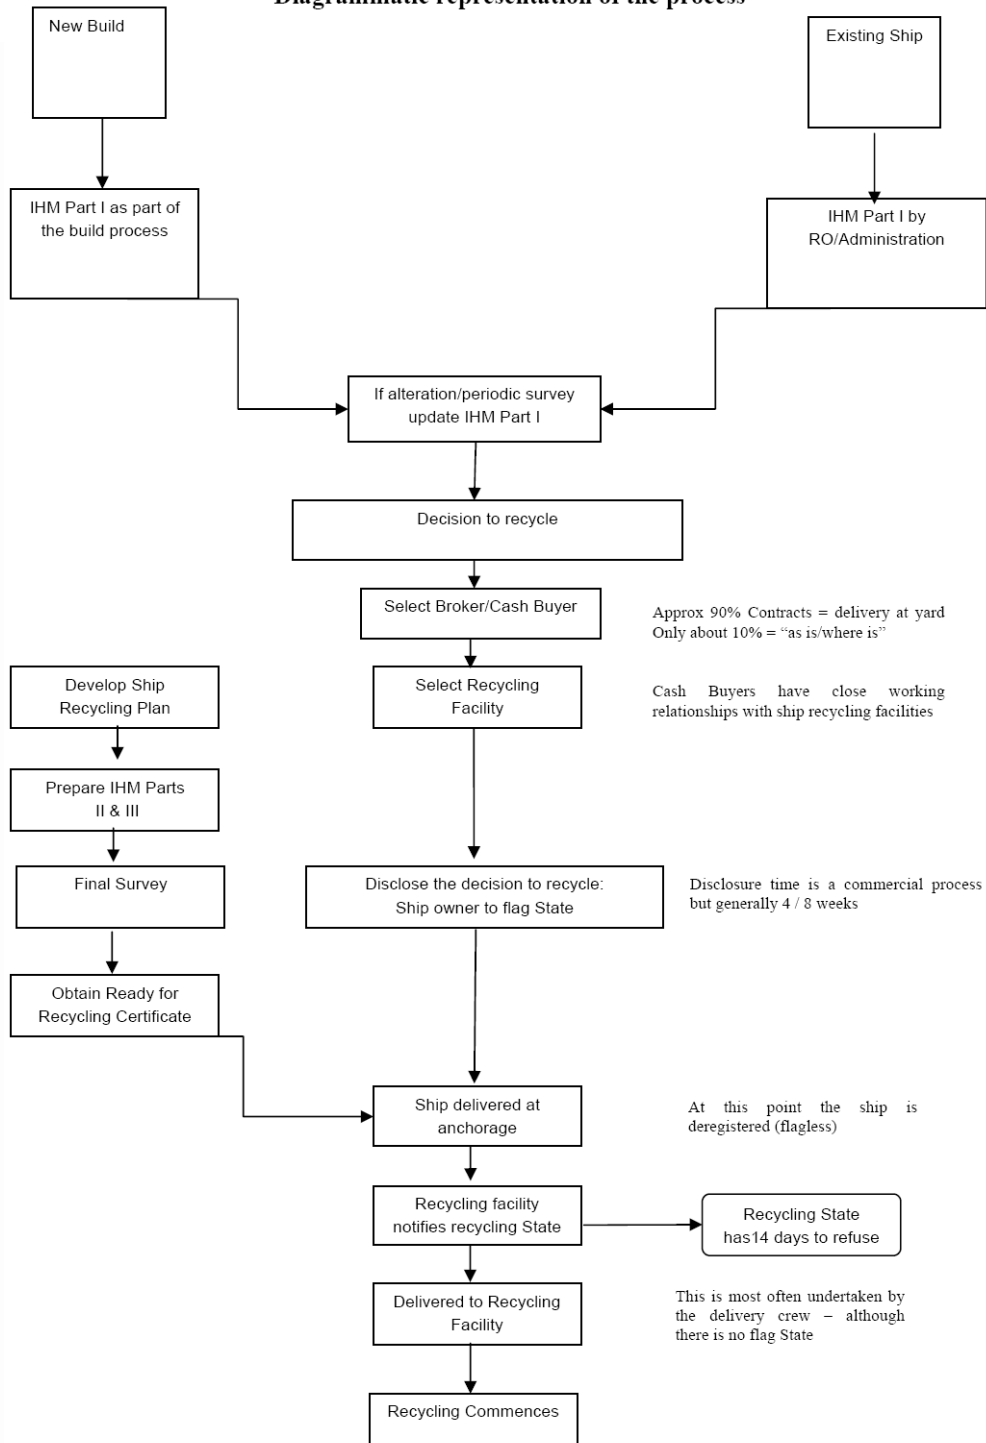 Diagrammatic representation of the process
New Build
Existing Ship
IHM Part I as part of
the build process
IHM Part I by
RO/Administration
If alteration/periodic survey
update IHM Part I
Decision to recycle
Select Broker/Cash Buyer
Approx 90% Contracts = delivery at yard
Only about 10% = “as is/where is”
Develop Ship
Recycling Plan
Select Recycling
Facility
Cash Buyers have close working
relationships with ship recycling facilities
Prepare IHM Parts
II & III
Final Survey
Disclose the decision to recycle:
Ship owner to flag State
Disclosure time is a commercial process
but generally 4 / 8 weeks
Obtain Ready for
Recycling Certificate
Ship delivered at
anchorage
At this point the ship is
deregistered (flagless)
Recycling facility
notifies recycling State
Recycling State
has14 days to refuse
Delivered to Recycling
Facility
This is most often undertaken by
the delivery crew – although
there is no flag State
Recycling Commences